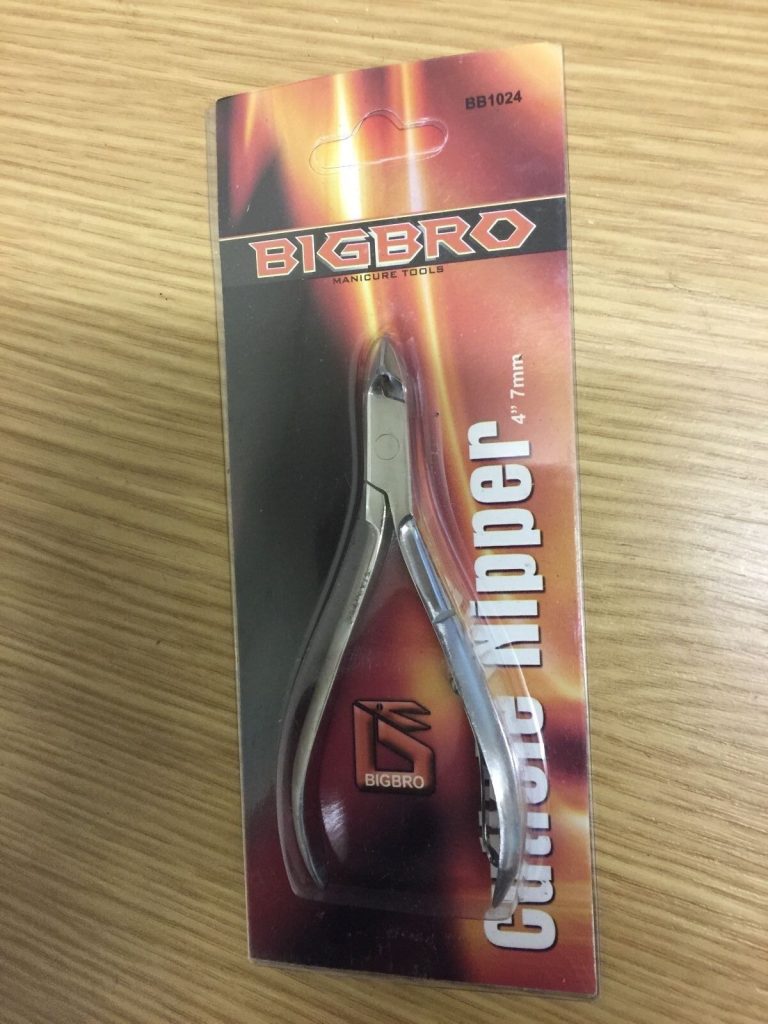 BB1024
BIGBRO
MANICURE TOOLS
Cuticle Nipper 4" 7mm
BIGBRO